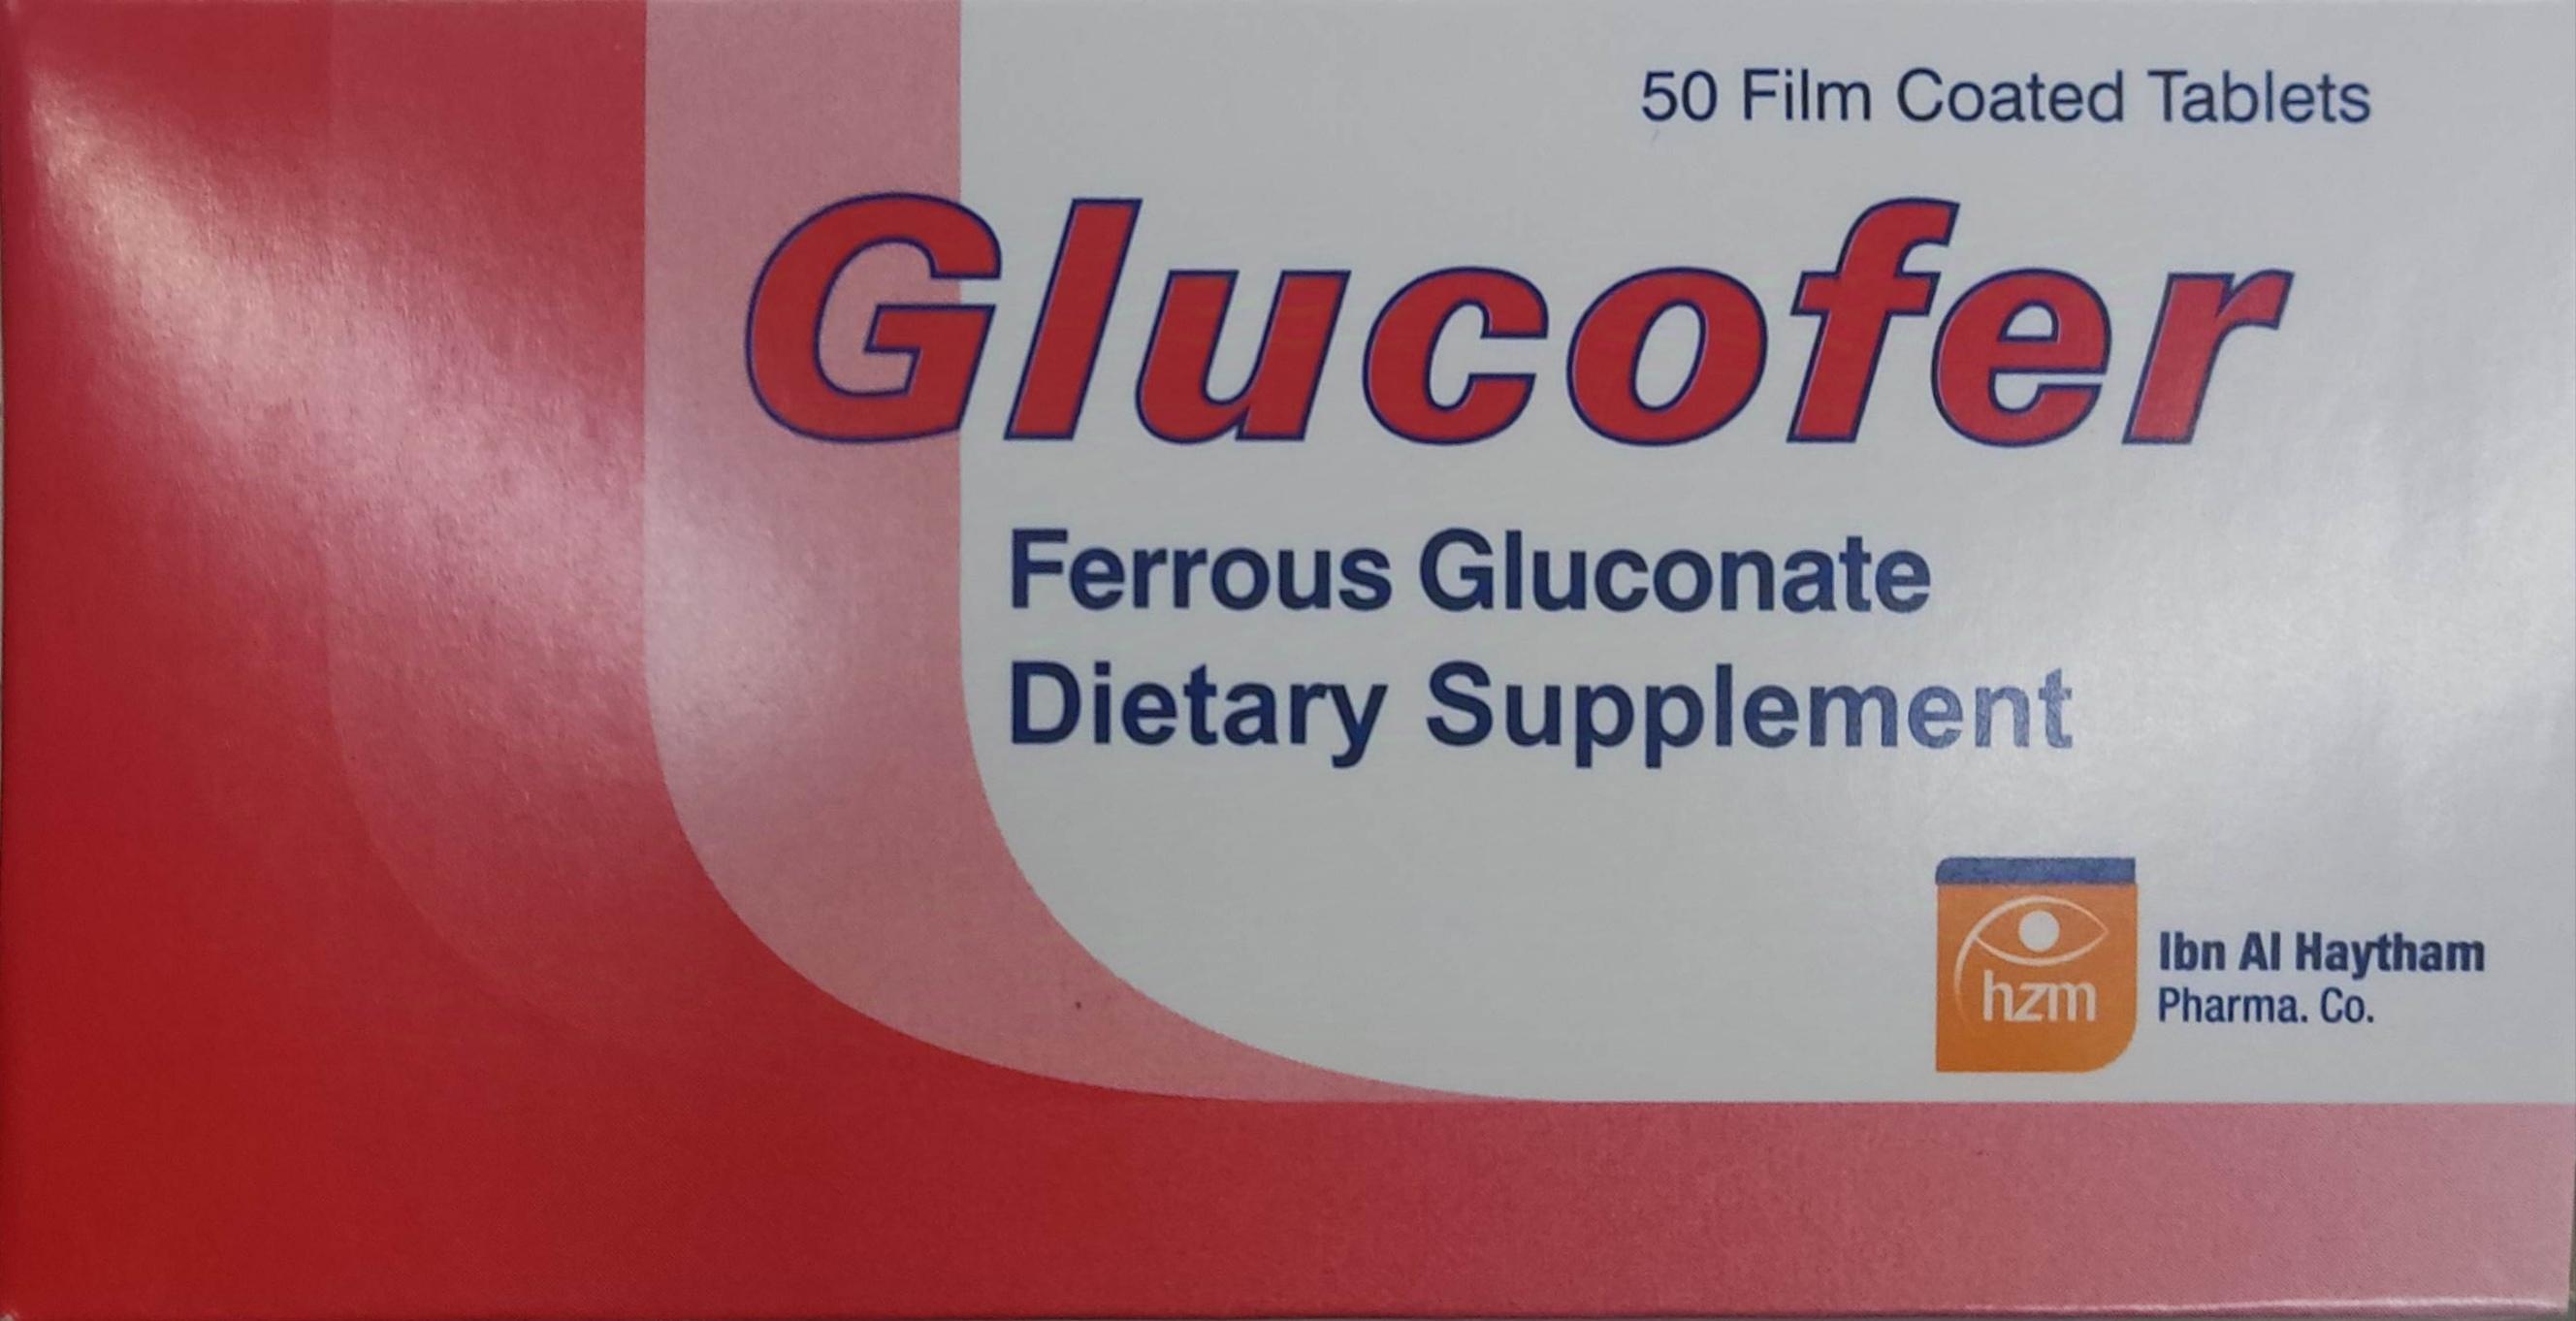 50 Film Coated Tablets
Glucofer
Ferrous Gluconate
Dietary Supplement
hzm
Ibn Al Haytham
Pharma. Co.